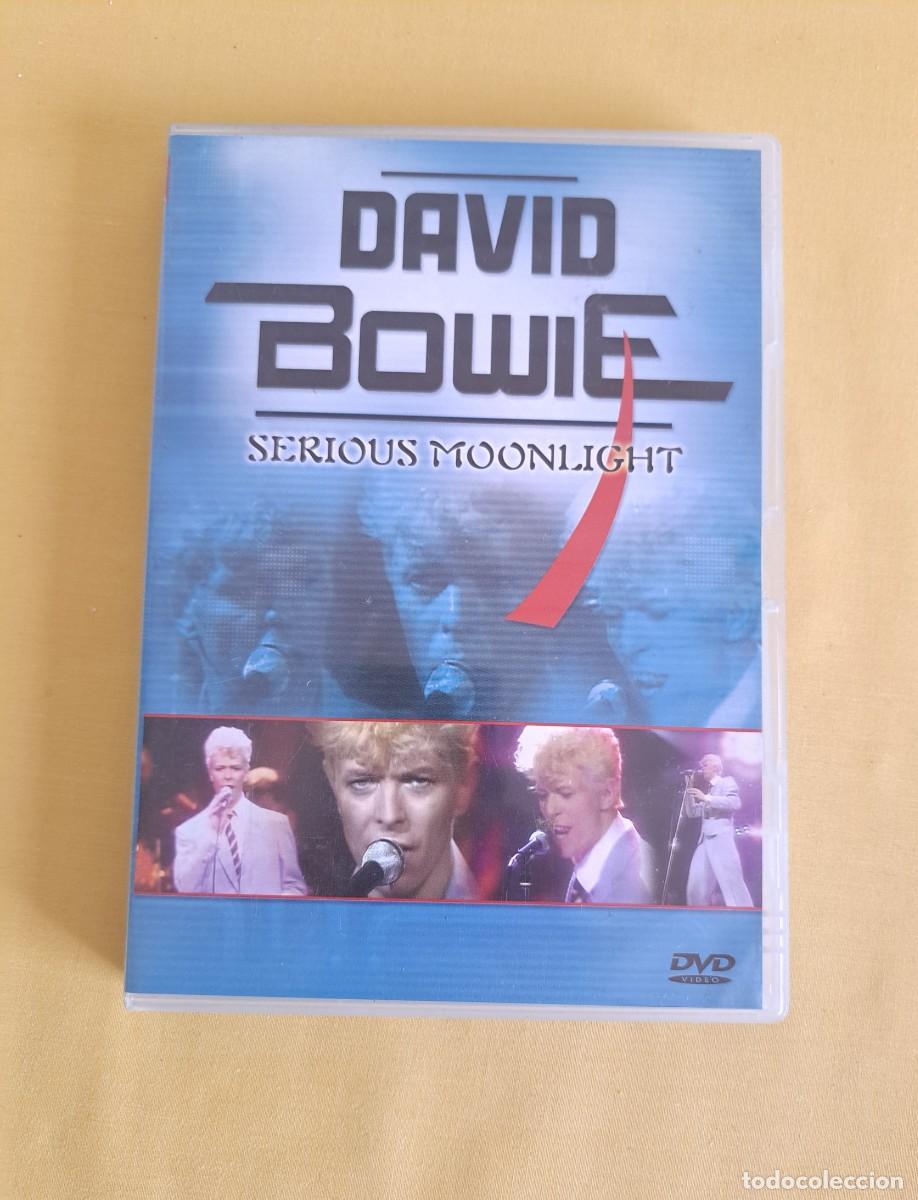 DAVID
BOWIE
SERIOUS MOONLIGHT
DVD
VIDEO
todocoleccion